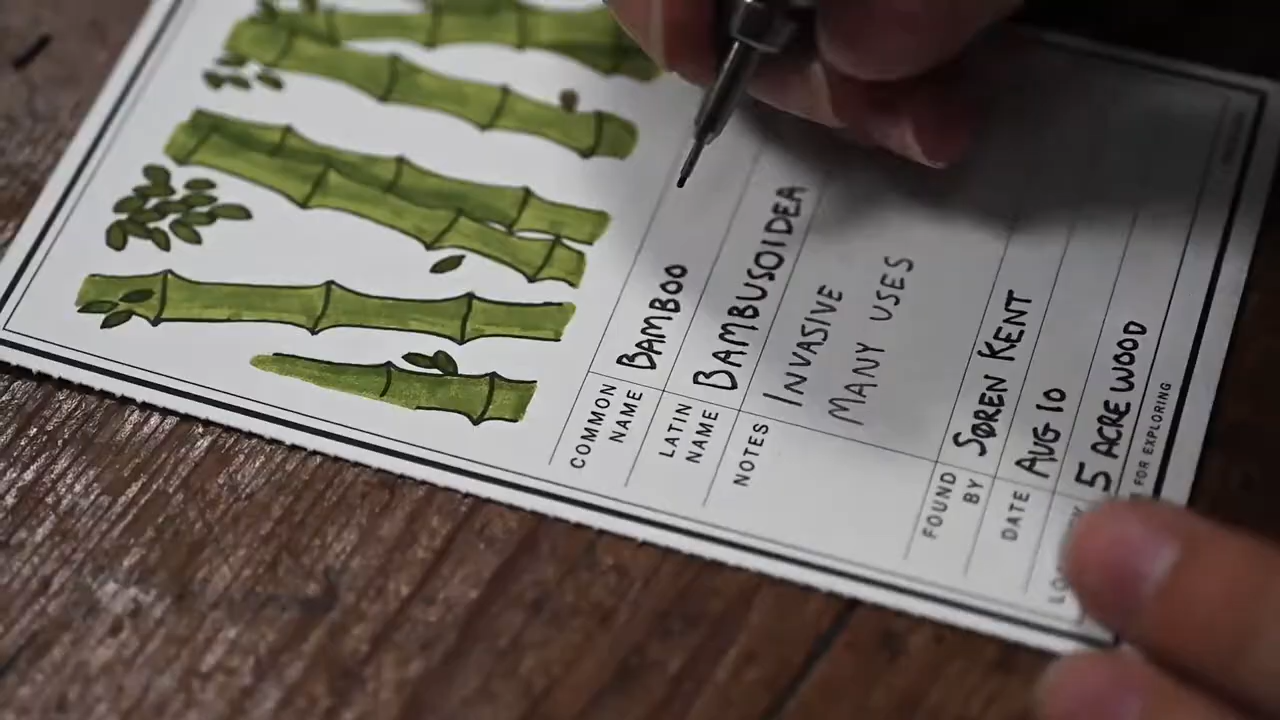 COMMON
NAME
BAMBOO
LATIN
NAME
BAMBUSOIDEA
NOTES
INVASIVE
MANY USES
FOUND
BY
SØREN KENT
DATE
AUG 10
5 ACRE WOOD
FOR EXPLORING